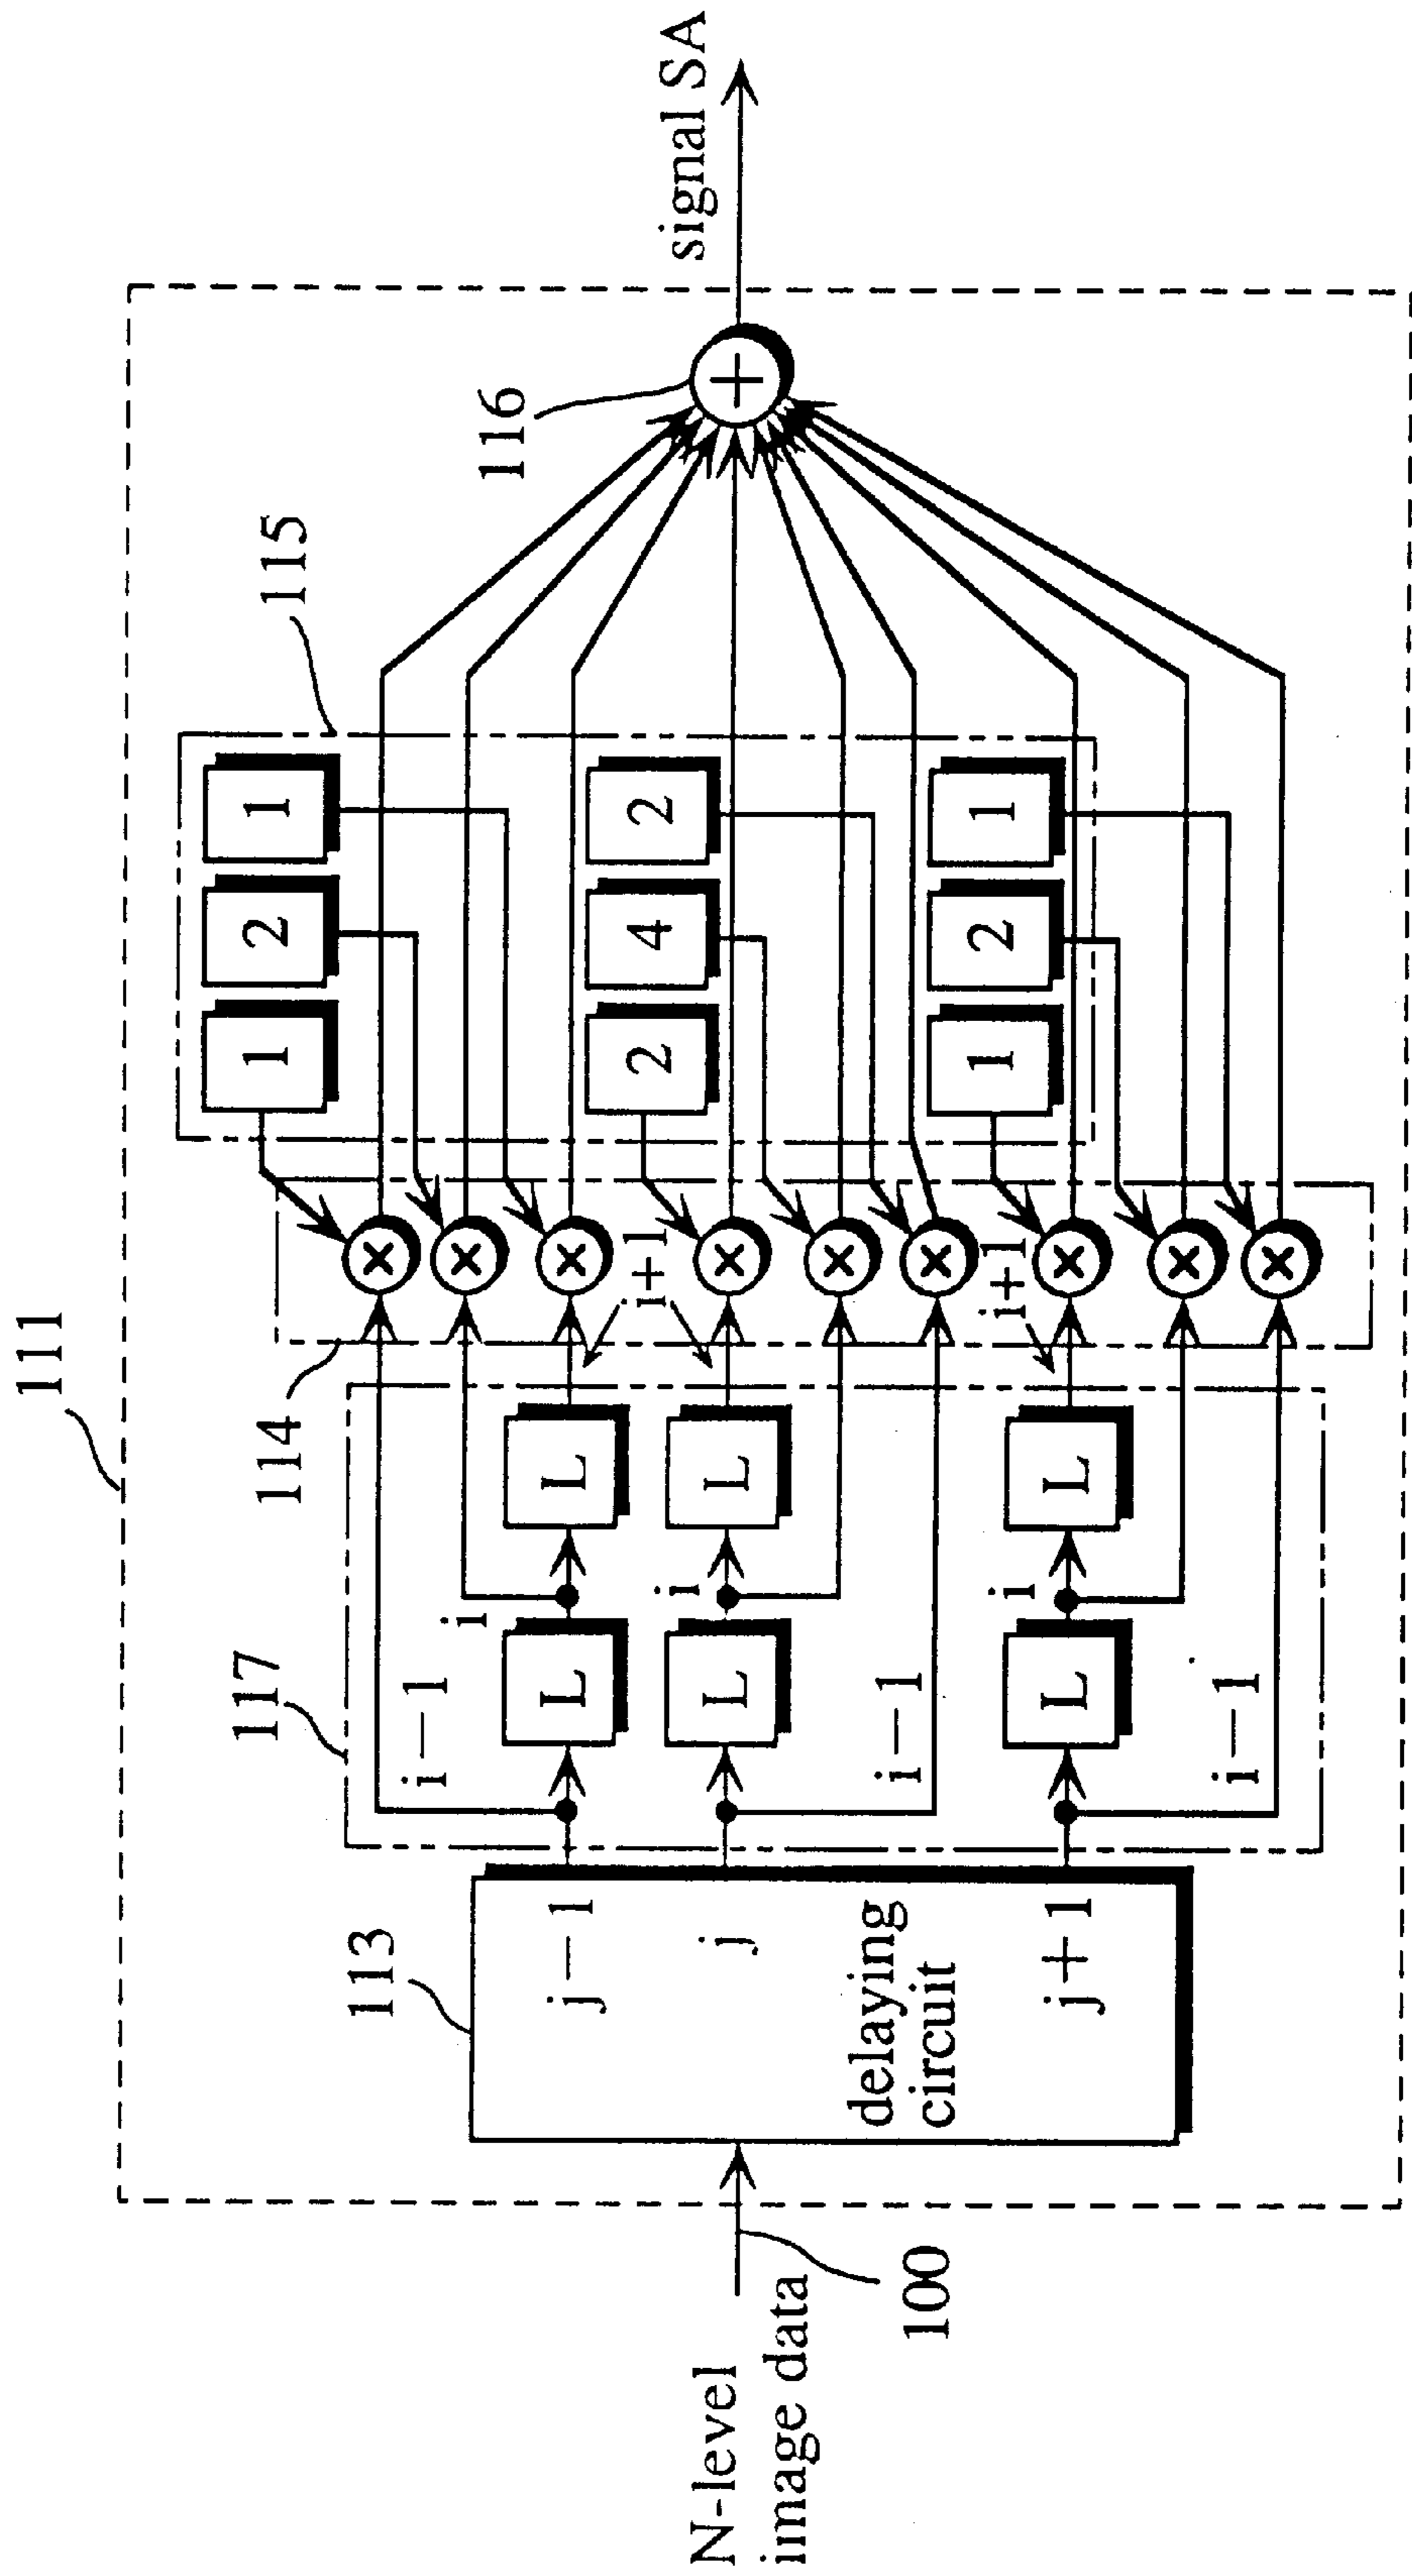 111
117
114
115
116
113
N-level
image data
100
delaying
circuit
j−1
j
j+1
i−1
i
i−1
i
i−1
i
L
L
L
L
L
L
i+1
i+1
×
×
×
×
×
×
×
×
×
1
2
1
2
4
2
1
2
1
+
signal SA